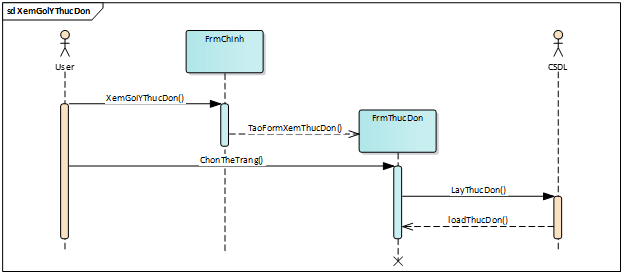 sd XemGoIYThucDon
FrmChinh
User
CSDL
XemGoiYThucDon()
FrmThucDon
TaoFormXemThucDon()
ChonTheTrang()
LayThucDon()
loadThucDon()